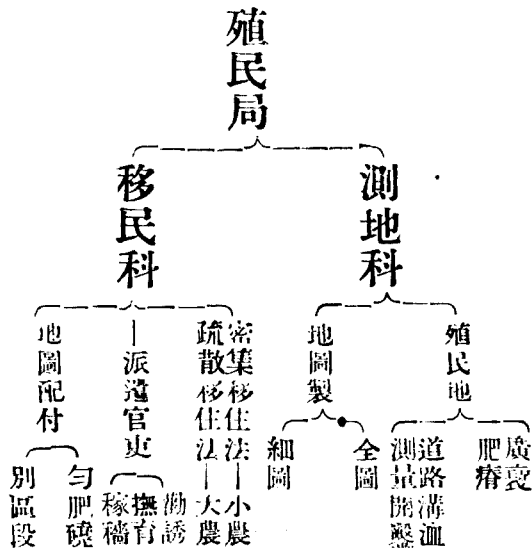 殖民局
測地科
移民科
殖民地
廣袤
肥瘠
道路溝洫
測量開鑿
地圖製
全圖
細圖
密集移住法—小農
疏散移住法—大農
派遣官吏
勸誘
撫育
稼穡
地圖配付
勻肥磽
別區段